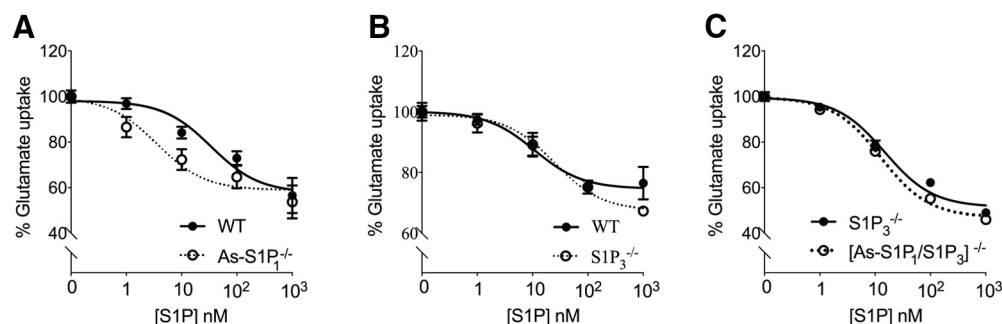 A
% Glutamate uptake
120
100
80
60
40
WT
As-S1P₁⁻/⁻
0 1 10 10² 10³
[S1P] nM
B
% Glutamate uptake
120
100
80
60
WT
S1P₃⁻/⁻
0 1 10 10² 10³
[S1P] nM
C
% Glutamate uptake
120
100
80
60
40
S1P₃⁻/⁻
[As-S1P₁/S1P₃]⁻/⁻
0 1 10 10² 10³
[S1P] nM